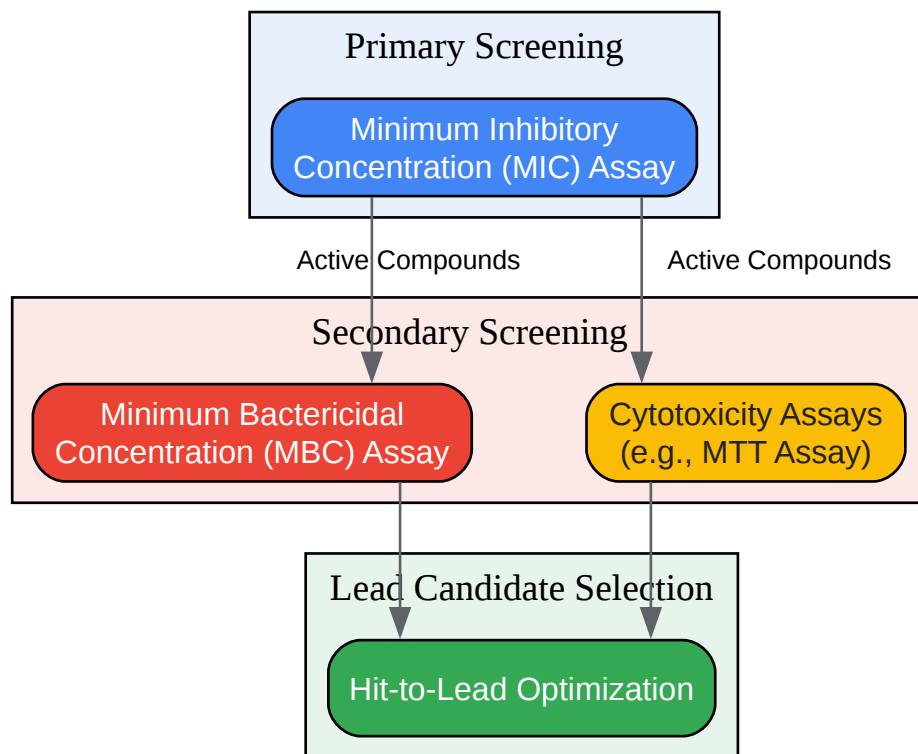 Primary Screening
Minimum Inhibitory
Concentration (MIC) Assay
Active Compounds
Active Compounds
Secondary Screening
Minimum Bactericidal
Concentration (MBC) Assay
Cytotoxicity Assays
(e.g., MTT Assay)
Lead Candidate Selection
Hit-to-Lead Optimization